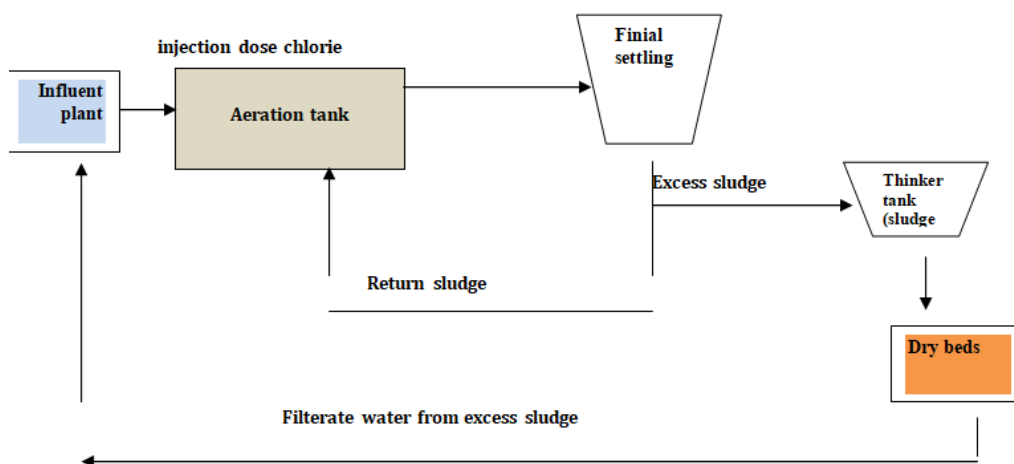 injection dose chlorie
Finial
settling
Influent
plant
Aeration tank
Excess sludge
Thinker
tank
(sludge
Return sludge
Dry beds
Filterate water from excess sludge